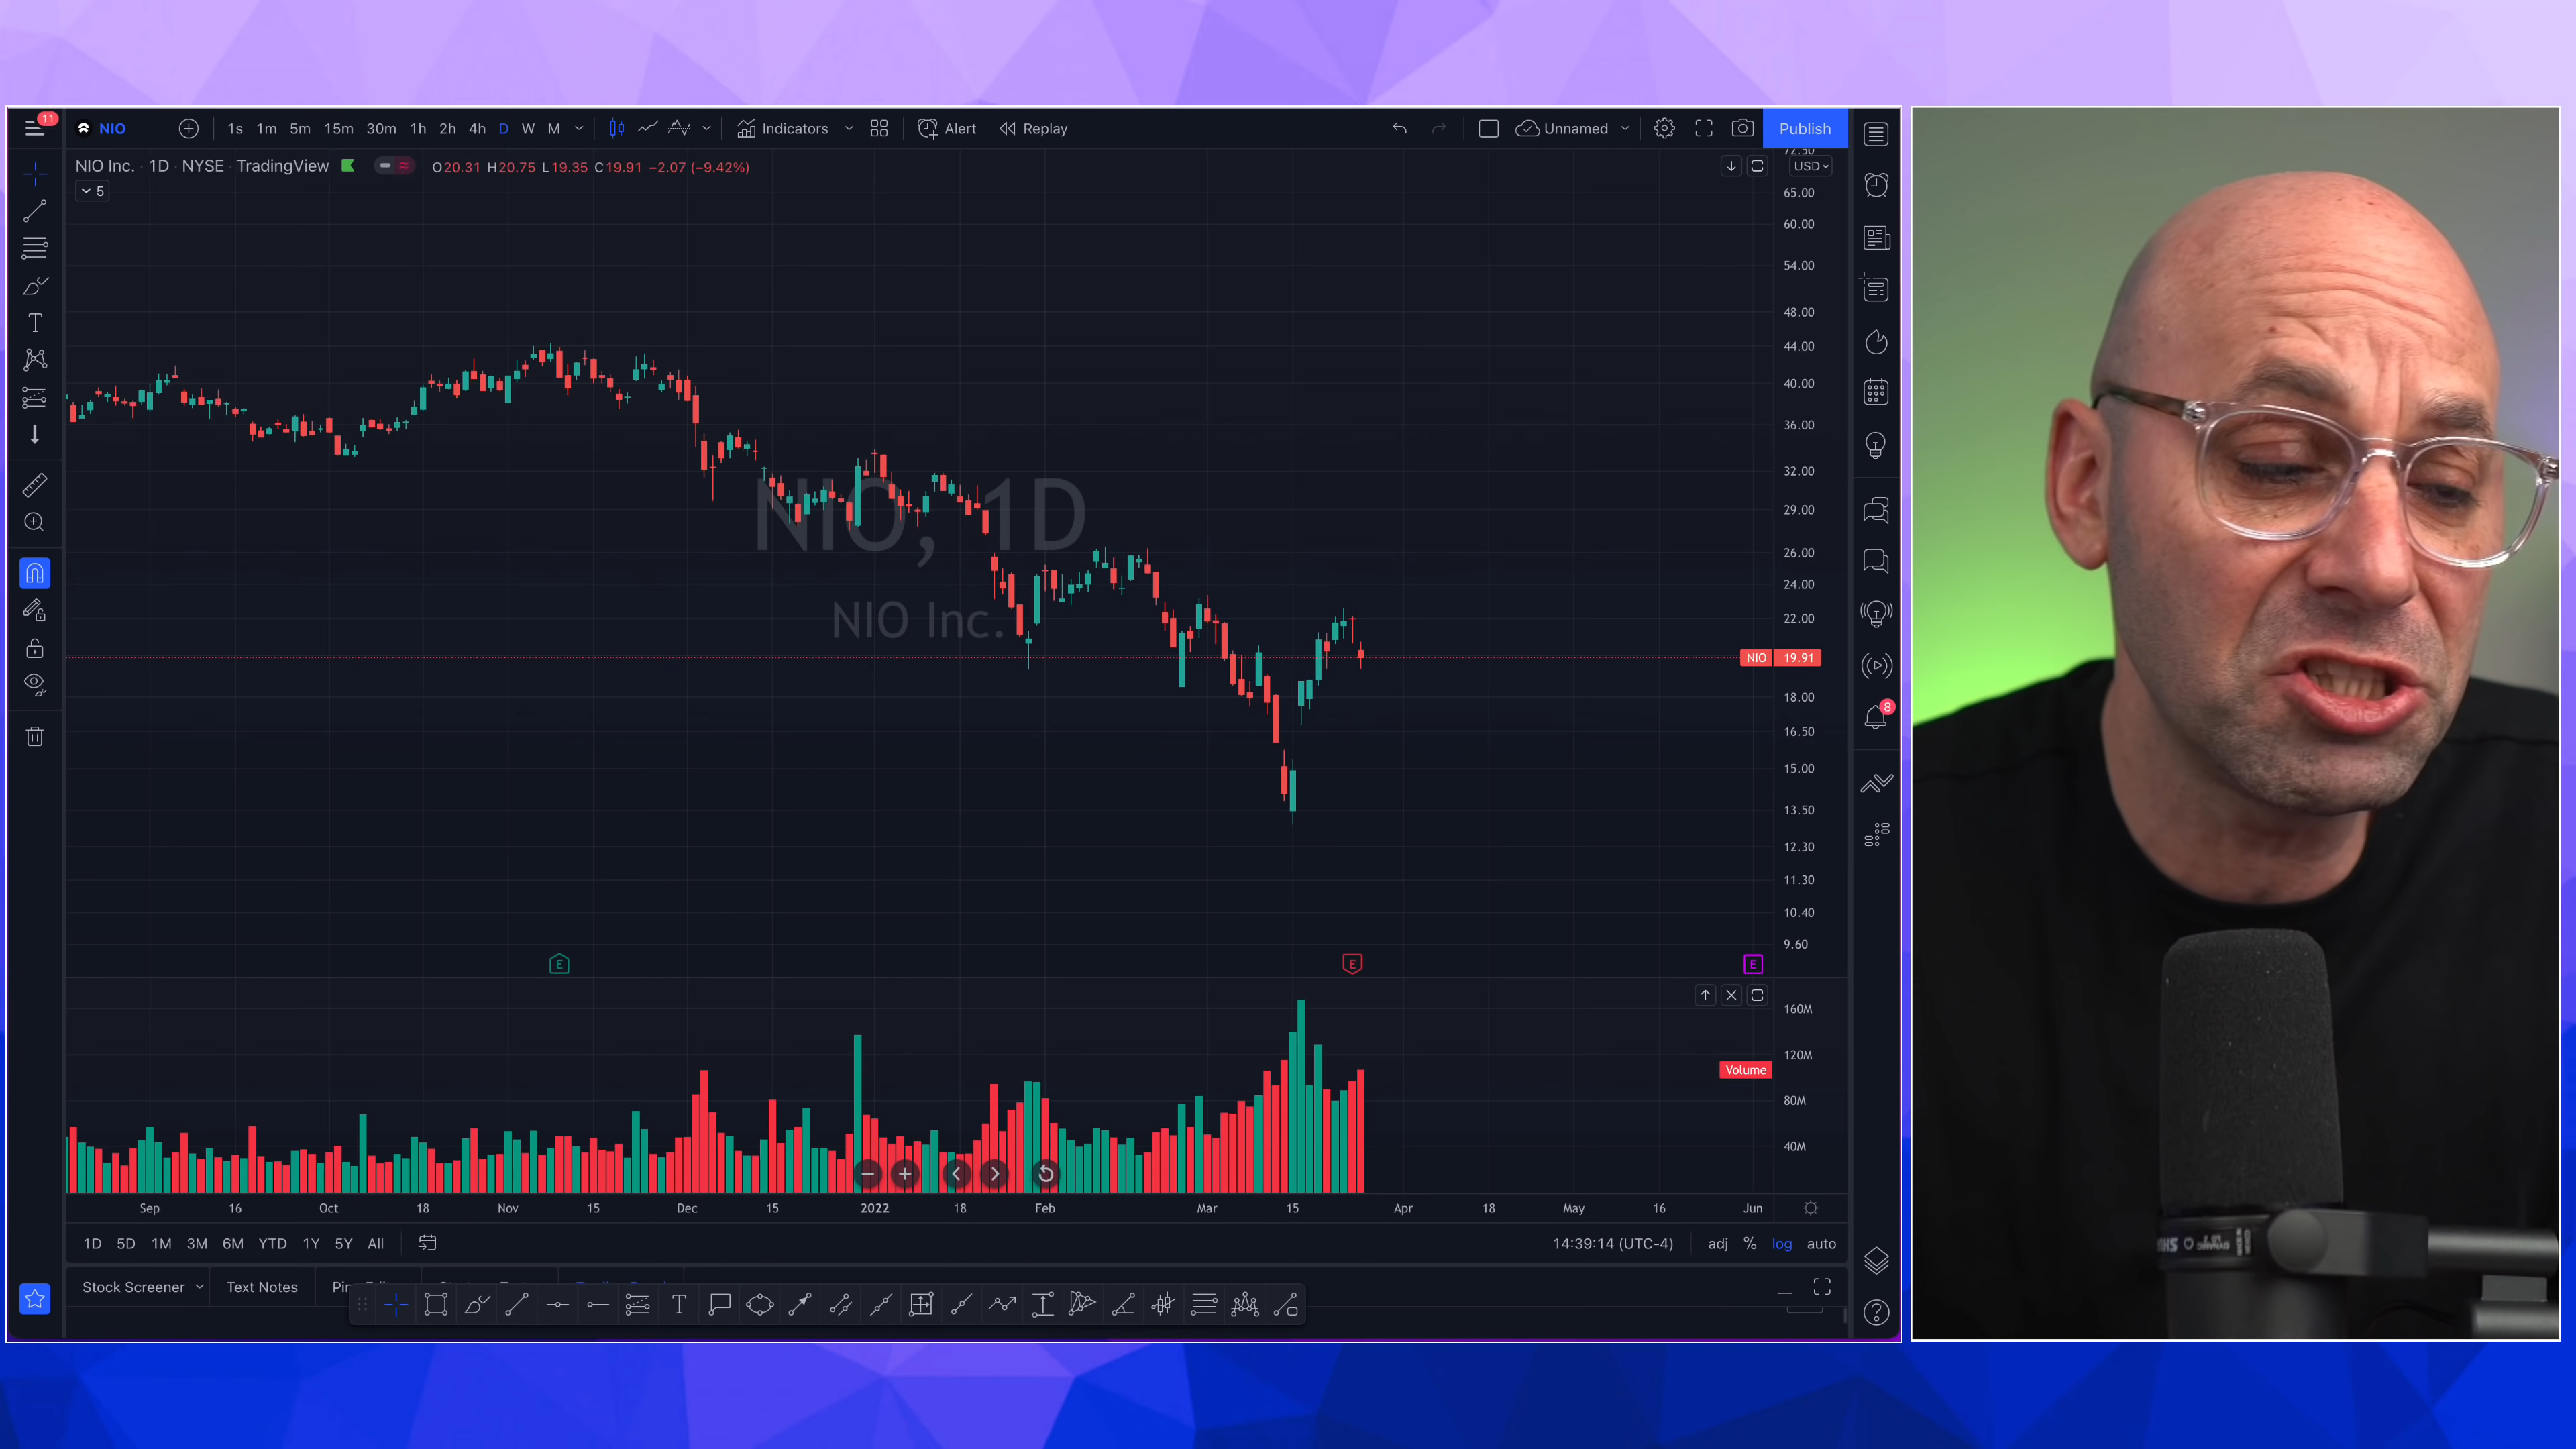 11 NIO 1s 1m 5m 15m 30m 1h 2h 4h D W M Indicators Alert Replay Unnamed Publish
NIO Inc. · 1D · NYSE · TradingView O20.31 H20.75 L19.35 C19.91 −2.07 (−9.42%)
5
72.50
USD
65.00
60.00
54.00
48.00
44.00
40.00
36.00
32.00
29.00
26.00
24.00
22.00
NIO 19.91
18.00
16.50
15.00
13.50
12.30
11.30
10.40
9.60
NIO, 1D
NIO Inc.
8
E E E
160M
120M
Volume
80M
40M
Sep 16 Oct 18 Nov 15 Dec 15 2022 18 Feb Mar 15 Apr 18 May 16 Jun
1D 5D 1M 3M 6M YTD 1Y 5Y All 14:39:14 (UTC-4) adj % log auto
Stock Screener Text Notes